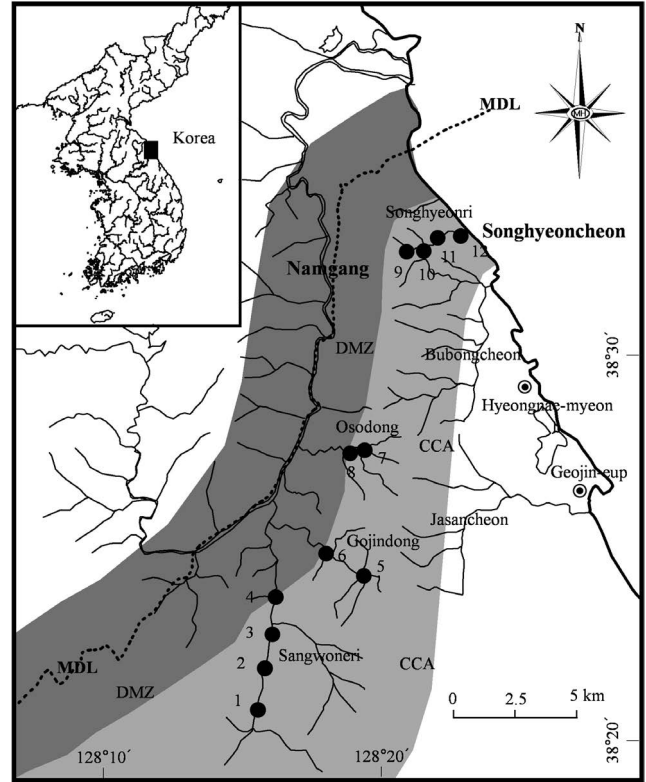 Korea
N
MH
MDL
Songhyeonri
Songhyeoncheon
9
10
11
12
Namgang
DMZ
38°30'
Bubongcheon
Hyeongnae-myeon
Osodong
8
7
CCA
Geojin-eup
Jasancheon
Gojindong
6
5
4
3
Sangwoneri
2
MDL
DMZ
CCA
1
0
2.5
5 km
128°10'
128°20'
38°20'